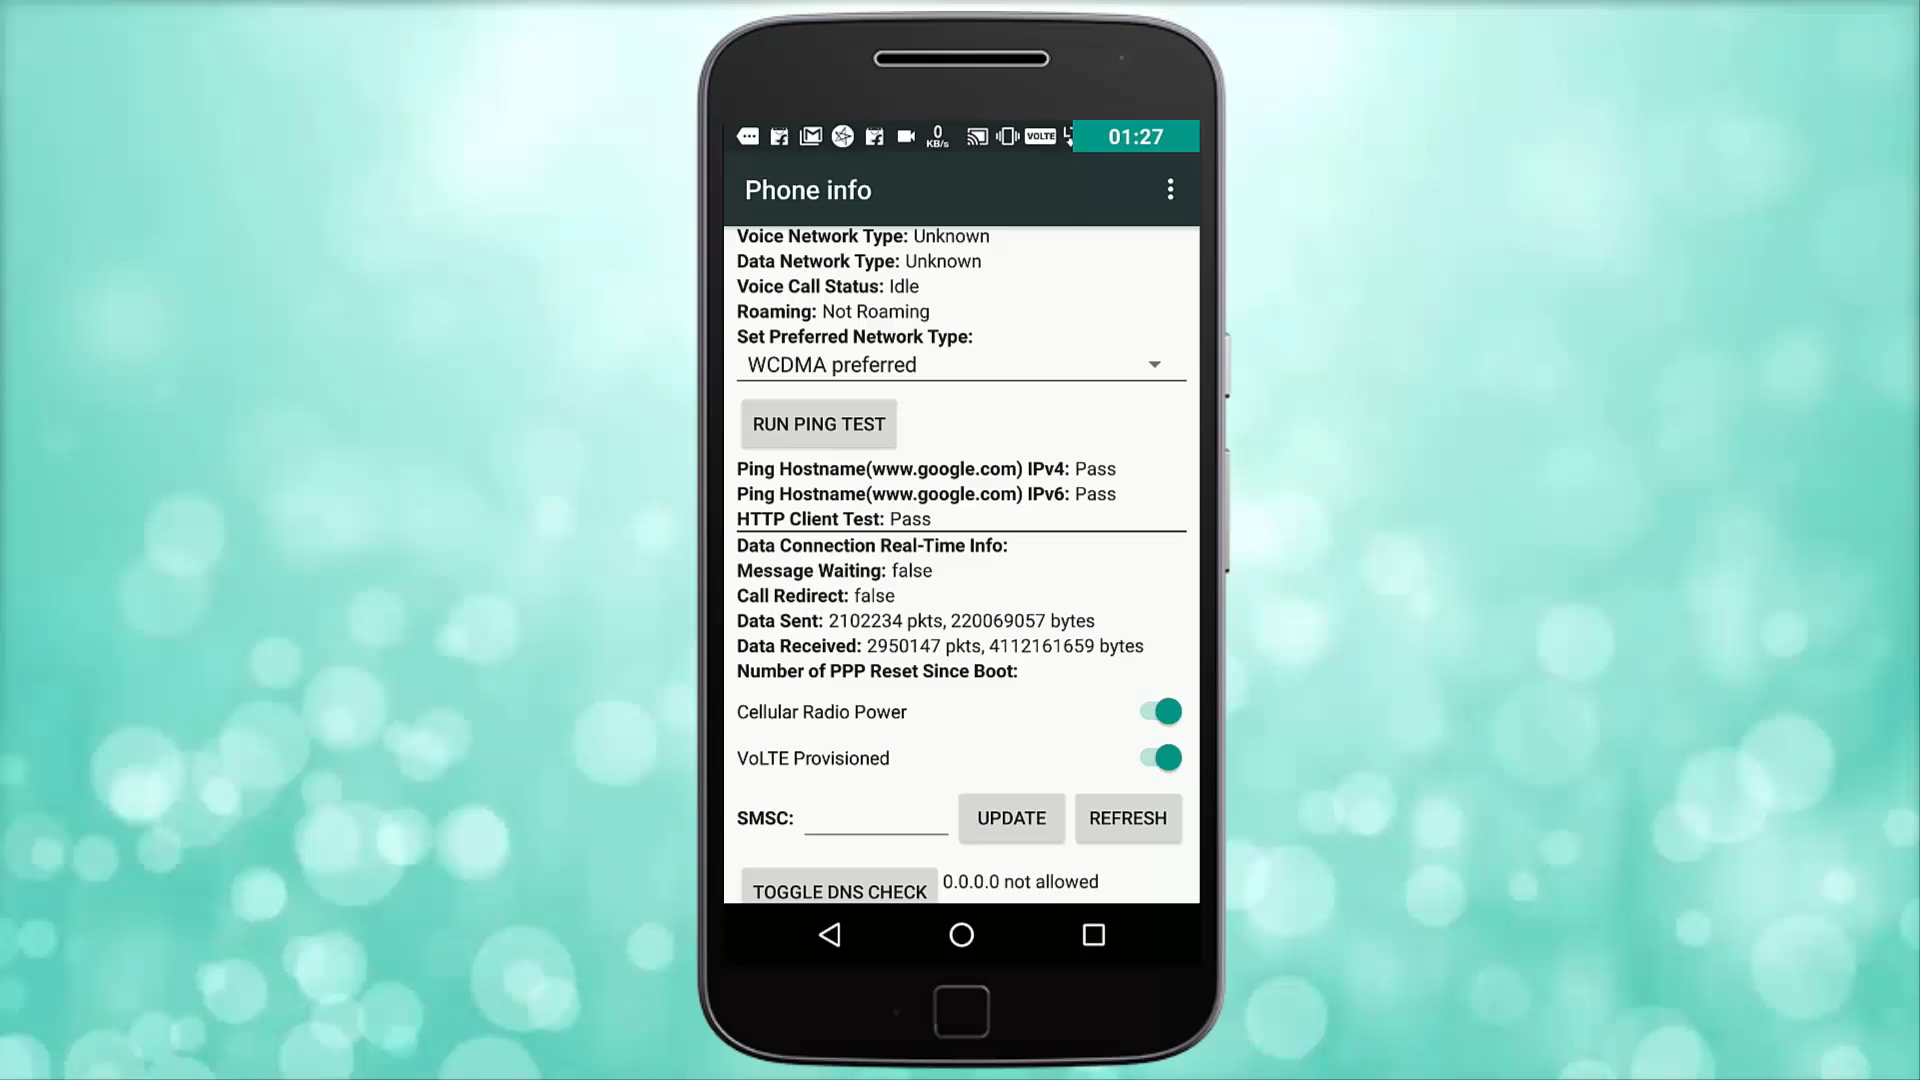 0
KB/s
VOLTE
01:27
Phone info
Voice Network Type: Unknown
Data Network Type: Unknown
Voice Call Status: Idle
Roaming: Not Roaming
Set Preferred Network Type:
WCDMA preferred
RUN PING TEST
Ping Hostname(www.google.com) IPv4: Pass
Ping Hostname(www.google.com) IPv6: Pass
HTTP Client Test: Pass
Data Connection Real-Time Info:
Message Waiting: false
Call Redirect: false
Data Sent: 2102234 pkts, 220069057 bytes
Data Received: 2950147 pkts, 4112161659 bytes
Number of PPP Reset Since Boot:
Cellular Radio Power
VoLTE Provisioned
SMSC: UPDATE REFRESH
TOGGLE DNS CHECK 0.0.0.0 not allowed